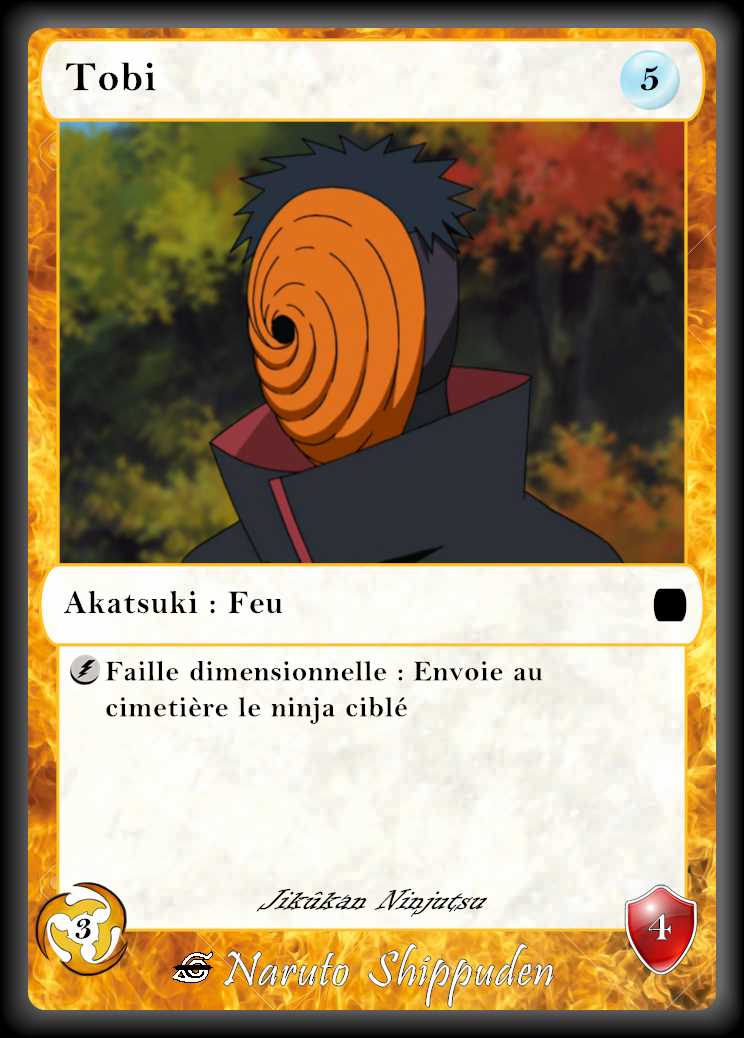 Tobi
5
Akatsuki : Feu
Faille dimensionnelle : Envoie au
cimetière le ninja ciblé
Jikûkan Ninjutsu
3
4
Naruto Shippuden